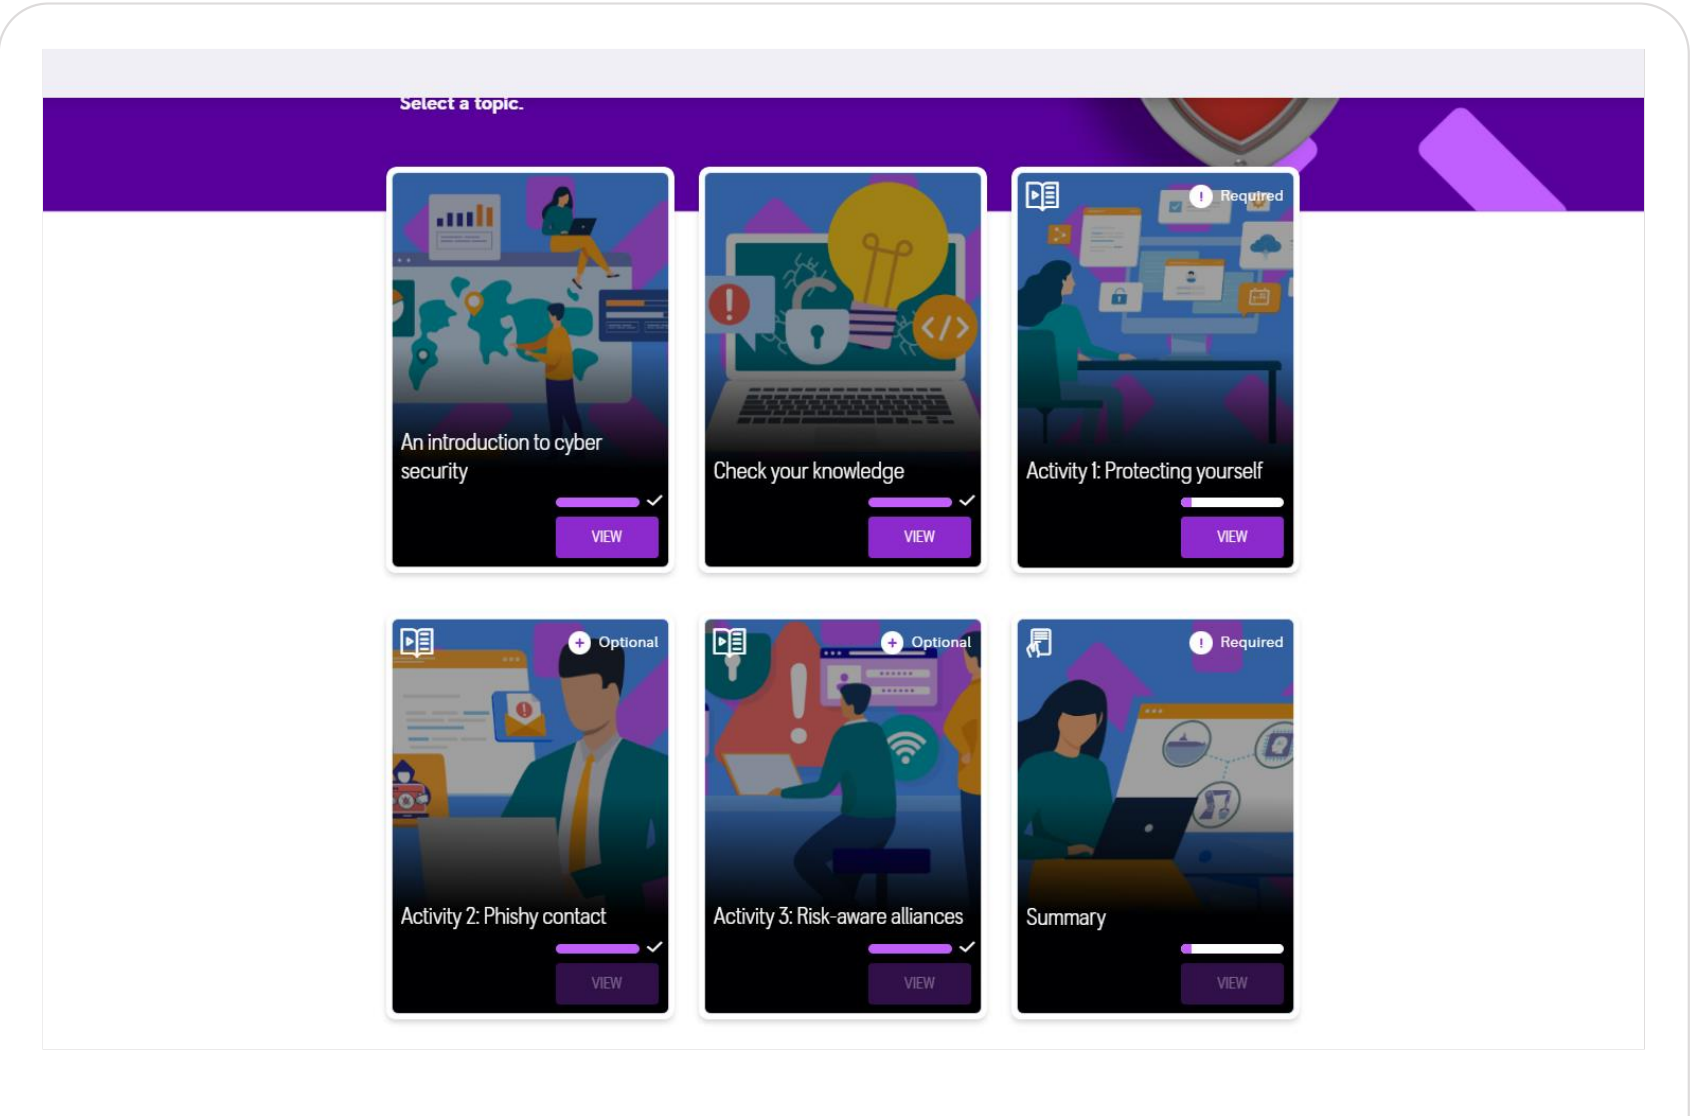 Select a topic.
Required
An introduction to cyber
security
VIEW
Check your knowledge
VIEW
Activity 1: Protecting yourself
VIEW
Optional
Activity 2: Phishy contact
VIEW
Optional
Activity 3: Risk-aware alliances
VIEW
Required
Summary
VIEW